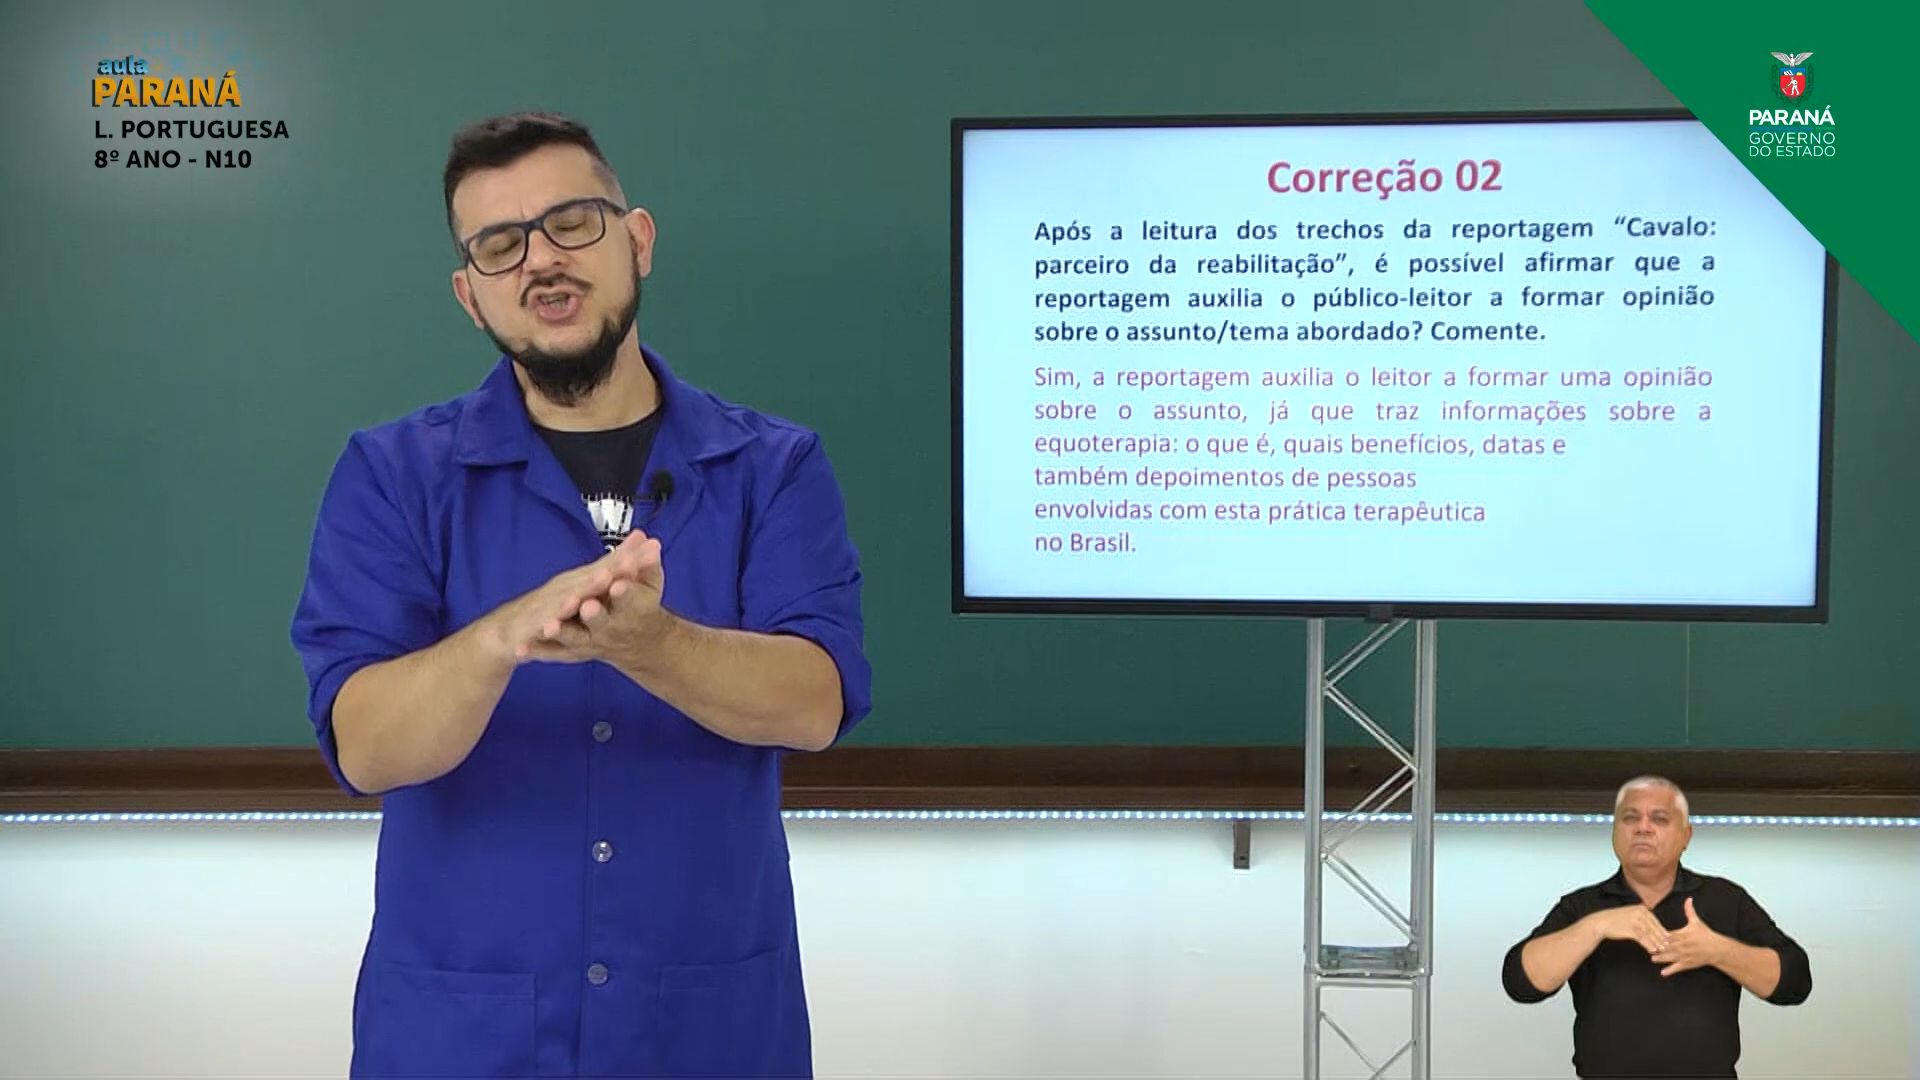 aula
PARANÁ
L. PORTUGUESA
8º ANO - N10
PARANÁ
GOVERNO
DO ESTADO
Correção 02
Após a leitura dos trechos da reportagem “Cavalo:
parceiro da reabilitação”, é possível afirmar que a
reportagem auxilia o público-leitor a formar opinião
sobre o assunto/tema abordado? Comente.
Sim, a reportagem auxilia o leitor a formar uma opinião
sobre o assunto, já que traz informações sobre a
equoterapia: o que é, quais benefícios, datas e
também depoimentos de pessoas
envolvidas com esta prática terapêutica
no Brasil.